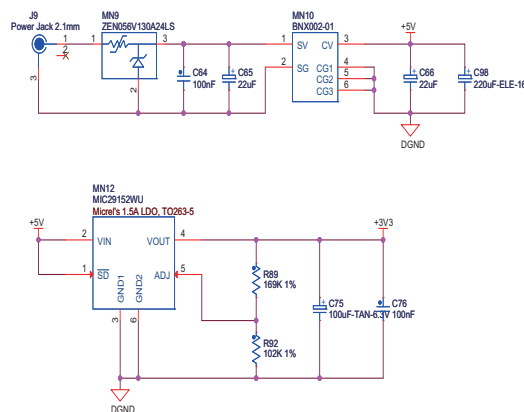 J9
Power Jack 2.1mm
1
2
3
MN9
ZEN056V130A24LS
1
3
2
C64
100nF
C65
22uF
MN10
BNX002-01
1
SV
CV
3
2
SG
CG1
4
CG2
5
CG3
6
+5V
C66
22uF
C98
220uF-ELE-16
DGND
MN12
MIC29152WU
Micrel's 1.5A LDO, TO263-5
+5V
2
VIN
VOUT
4
1
SD
ADJ
5
GND1
GND2
3
6
R89
169K 1%
R92
102K 1%
+3V3
C75
100uF-TAN-6.3V
C76
100nF
DGND